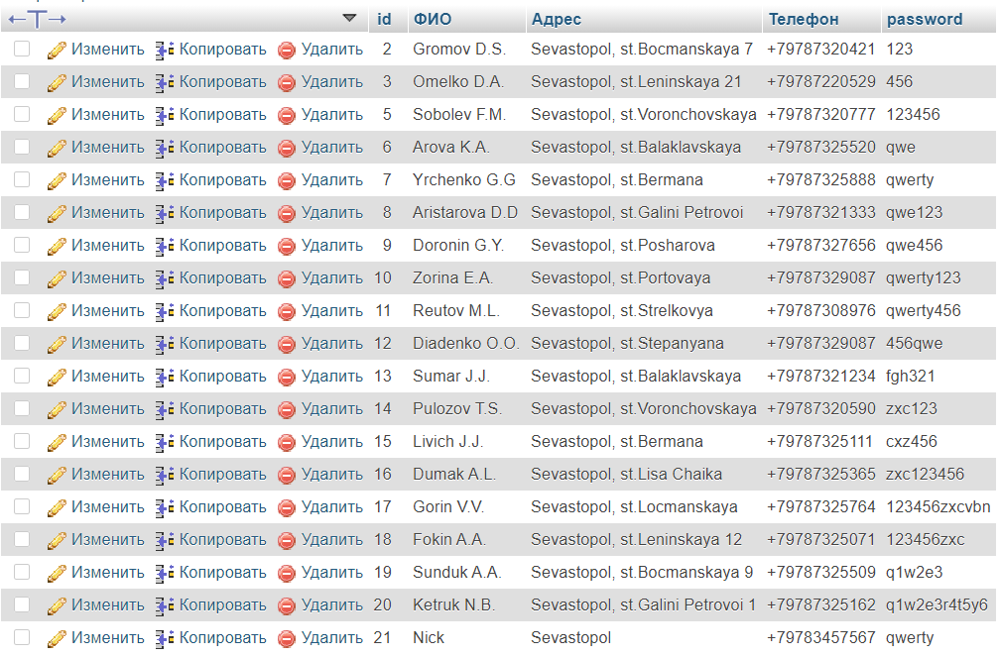 id ФИО Адрес Телефон password
Изменить Копировать Удалить 2 Gromov D.S. Sevastopol, st.Bocmanskaya 7 +79787320421 123
Изменить Копировать Удалить 3 Omelko D.A. Sevastopol, st.Leninskaya 21 +79787220529 456
Изменить Копировать Удалить 5 Sobolev F.M. Sevastopol, st.Voronchovskaya +79787320777 123456
Изменить Копировать Удалить 6 Arova K.A. Sevastopol, st.Balaklavskaya +79787325520 qwe
Изменить Копировать Удалить 7 Yrchenko G.G Sevastopol, st.Bermana +79787325888 qwerty
Изменить Копировать Удалить 8 Aristarova D.D Sevastopol, st.Galini Petrovoi +79787321333 qwe123
Изменить Копировать Удалить 9 Doronin G.Y. Sevastopol, st.Posharova +79787327656 qwe456
Изменить Копировать Удалить 10 Zorina E.A. Sevastopol, st.Portovaya +79787329087 qwerty123
Изменить Копировать Удалить 11 Reutov M.L. Sevastopol, st.Strelkovya +79787308976 qwerty456
Изменить Копировать Удалить 12 Diadenko O.O. Sevastopol, st.Stepanyana +79787329087 456qwe
Изменить Копировать Удалить 13 Sumar J.J. Sevastopol, st.Balaklavskaya +79787321234 fgh321
Изменить Копировать Удалить 14 Pulozov T.S. Sevastopol, st.Voronchovskaya +79787320590 zxc123
Изменить Копировать Удалить 15 Livich J.J. Sevastopol, st.Bermana +79787325111 cxz456
Изменить Копировать Удалить 16 Dumak A.L. Sevastopol, st.Lisa Chaika +79787325365 zxc123456
Изменить Копировать Удалить 17 Gorin V.V. Sevastopol, st.Locmanskaya +79787325764 123456zxcvbn
Изменить Копировать Удалить 18 Fokin A.A. Sevastopol, st.Leninskaya 12 +79787325071 123456zxc
Изменить Копировать Удалить 19 Sunduk A.A. Sevastopol, st.Bocmanskaya 9 +79787325509 q1w2e3
Изменить Копировать Удалить 20 Ketruk N.B. Sevastopol, st.Galini Petrovoi 1 +79787325162 q1w2e3r4t5y6
Изменить Копировать Удалить 21 Nick Sevastopol +79783457567 qwerty